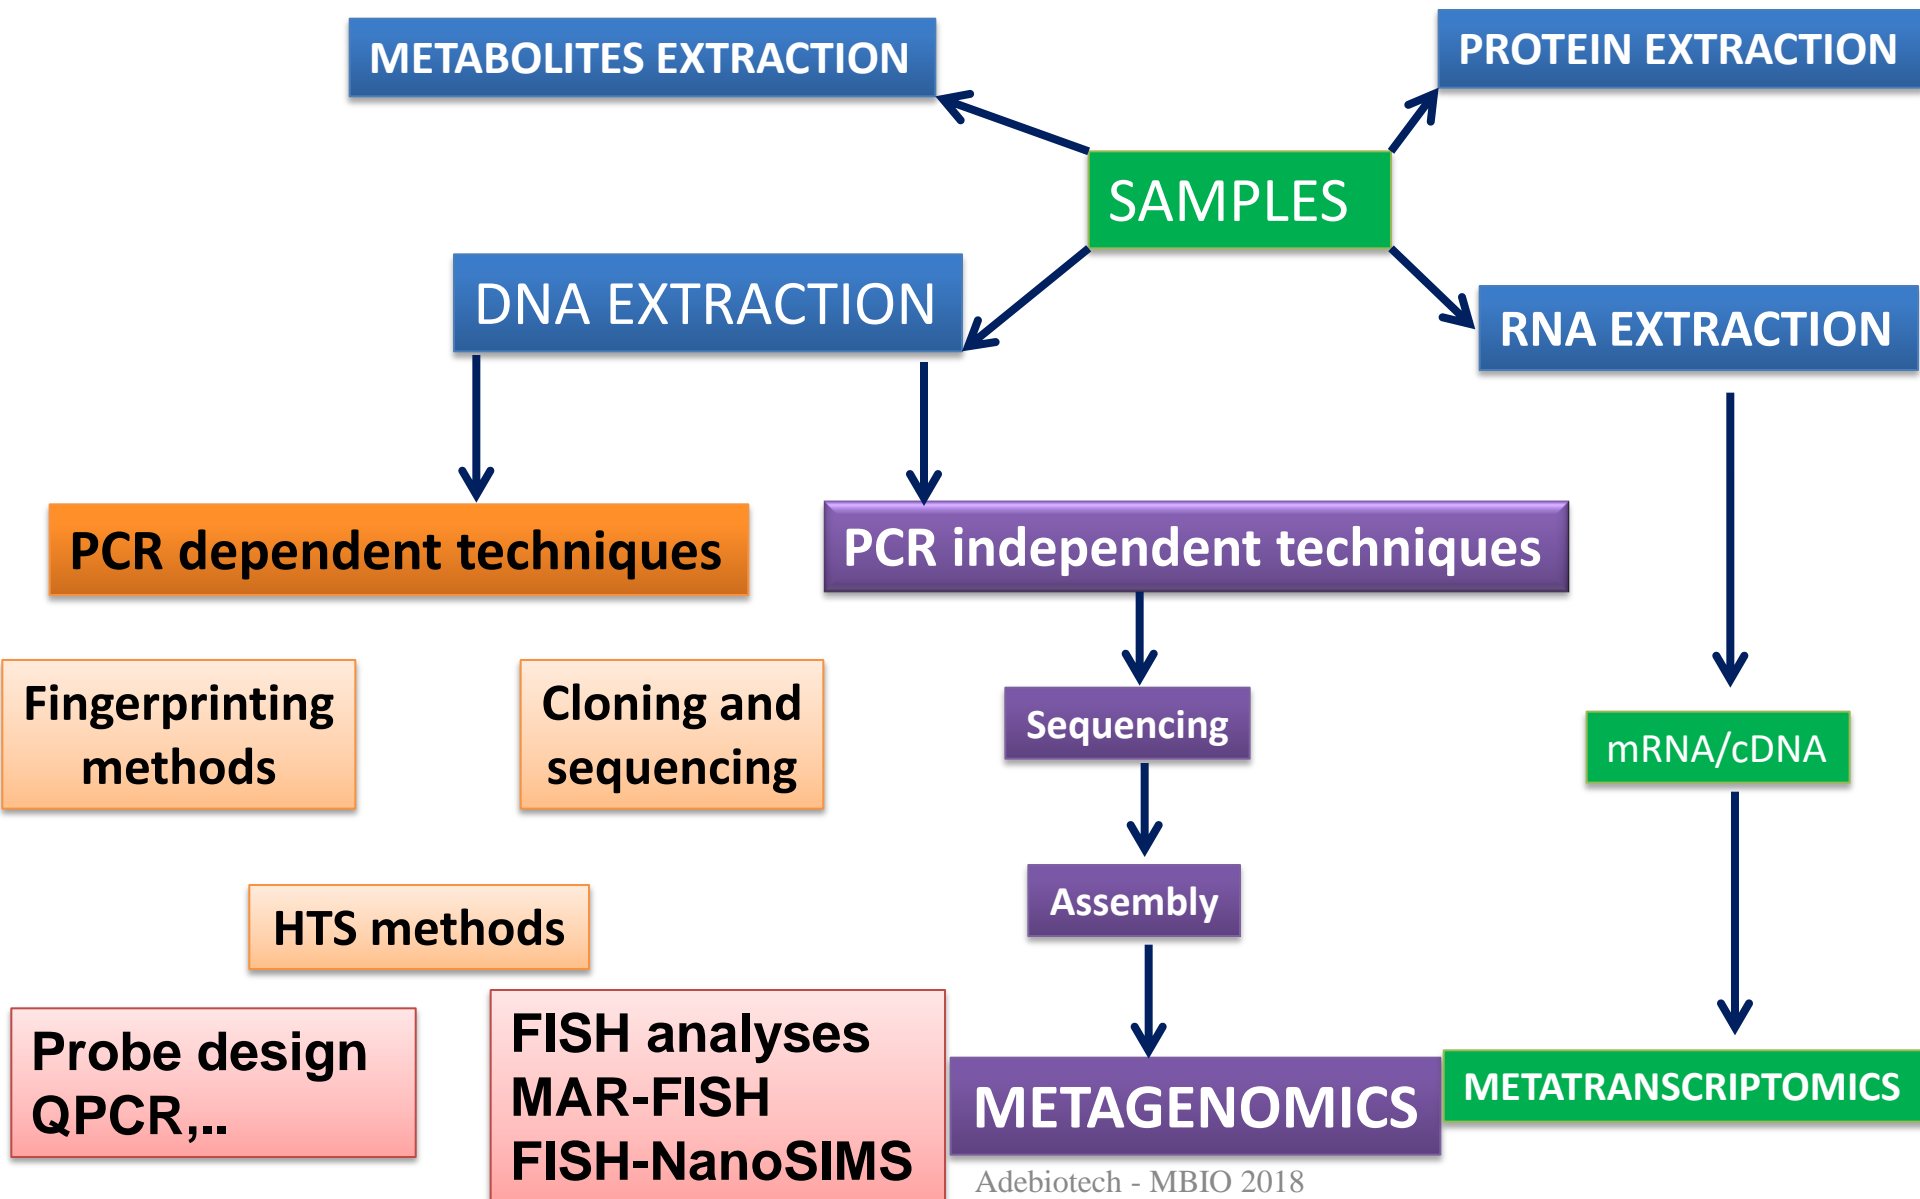 METABOLITES EXTRACTION
PROTEIN EXTRACTION
SAMPLES
DNA EXTRACTION
RNA EXTRACTION
PCR dependent techniques
PCR independent techniques
Fingerprinting
methods
Cloning and
sequencing
Sequencing
mRNA/cDNA
HTS methods
Assembly
Probe design
QPCR,..
FISH analyses
MAR-FISH
FISH-NanoSIMS
METAGENOMICS
METATRANSCRIPTOMICS
Adebiotech - MBIO 2018